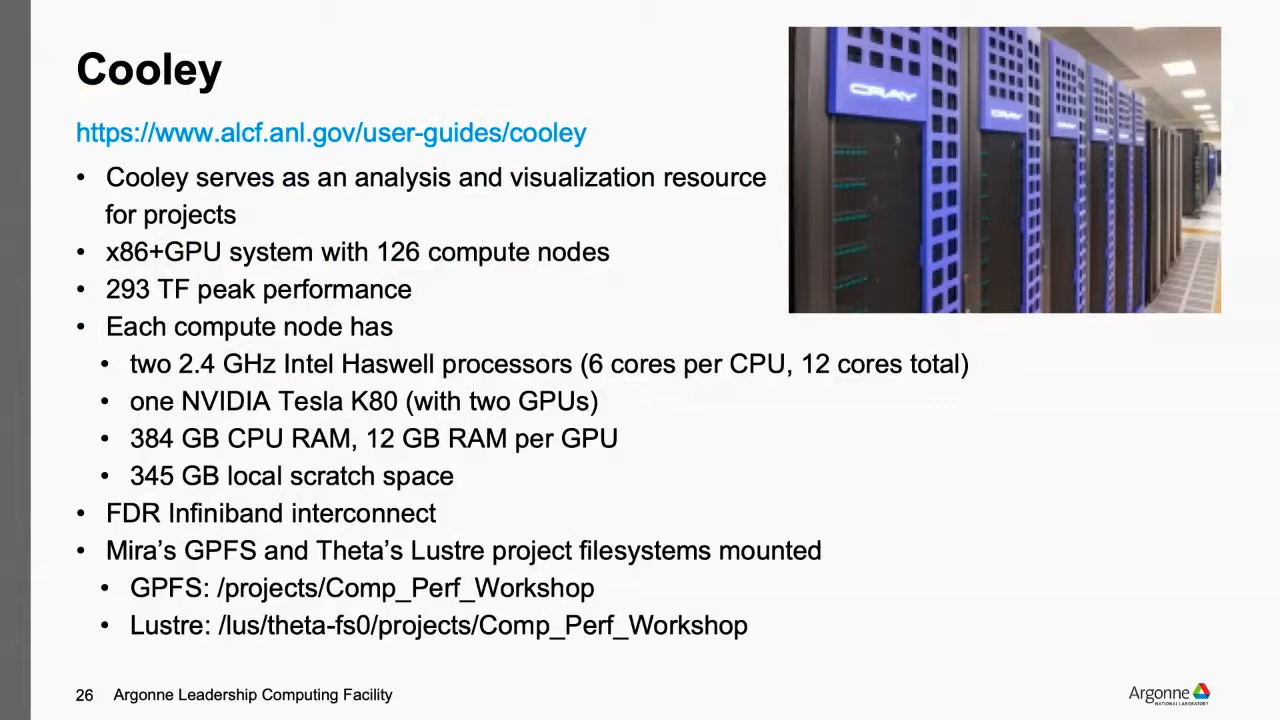 Cooley
https://www.alcf.anl.gov/user-guides/cooley
• Cooley serves as an analysis and visualization resource
for projects
• x86+GPU system with 126 compute nodes
• 293 TF peak performance
• Each compute node has
• two 2.4 GHz Intel Haswell processors (6 cores per CPU, 12 cores total)
• one NVIDIA Tesla K80 (with two GPUs)
• 384 GB CPU RAM, 12 GB RAM per GPU
• 345 GB local scratch space
• FDR Infiniband interconnect
• Mira’s GPFS and Theta’s Lustre project filesystems mounted
• GPFS: /projects/Comp_Perf_Workshop
• Lustre: /lus/theta-fs0/projects/Comp_Perf_Workshop
CRAY
CRAY
26 Argonne Leadership Computing Facility
Argonne
NATIONAL LABORATORY